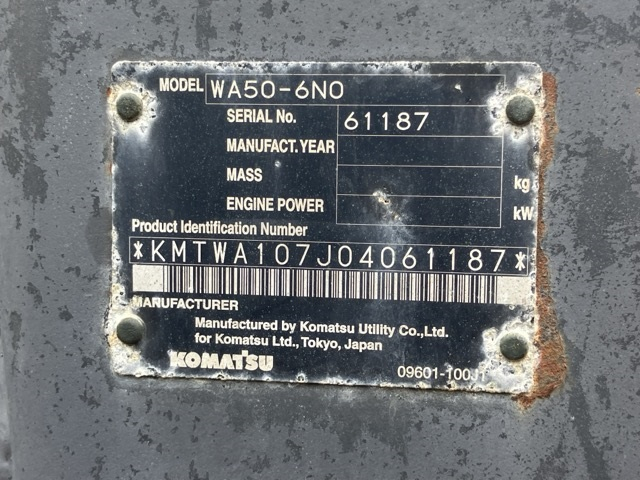 MODEL WA50-6N0
SERIAL No. 61187
MANUFACT. YEAR
MASS kg
ENGINE POWER kW
Product Identification Number
*KMTWA107J04061187*
MANUFACTURER
Manufactured by Komatsu Utility Co.,Ltd.
for Komatsu Ltd., Tokyo, Japan
KOMATSU
09601-100J1